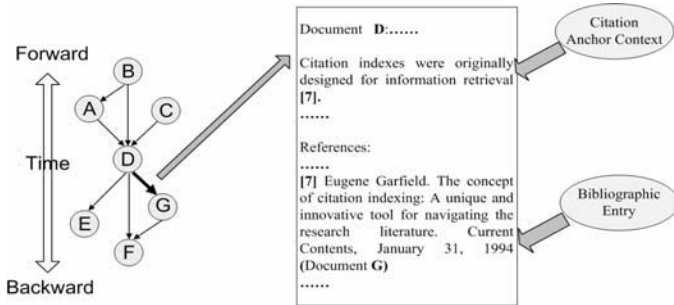 Forward
B
A
C
Time
D
G
E
F
Backward
Document D:......
Citation indexes were originally
designed for information retrieval
[7].
......
References:
......
[7] Eugene Garfield. The concept
of citation indexing: A unique and
innovative tool for navigating the
research literature. Current
Contents, January 31, 1994
(Document G)
......
Citation
Anchor Context
Bibliographic
Entry